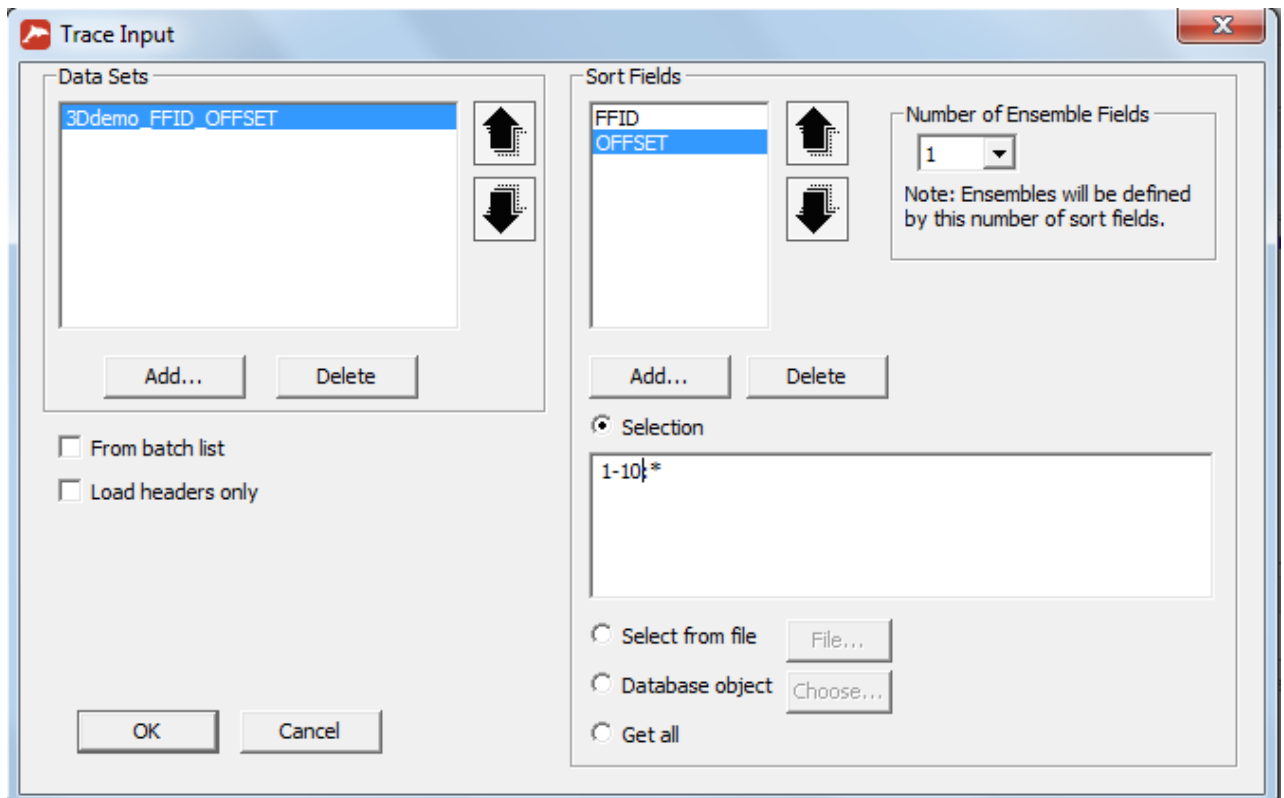 Trace Input
Data Sets
3Ddemo_FFID_OFFSET
Add...
Delete
From batch list
Load headers only
OK
Cancel
Sort Fields
FFID
OFFSET
Number of Ensemble Fields
1
Note: Ensembles will be defined
by this number of sort fields.
Add...
Delete
Selection
1-10:*
Select from file
File...
Database object
Choose...
Get all